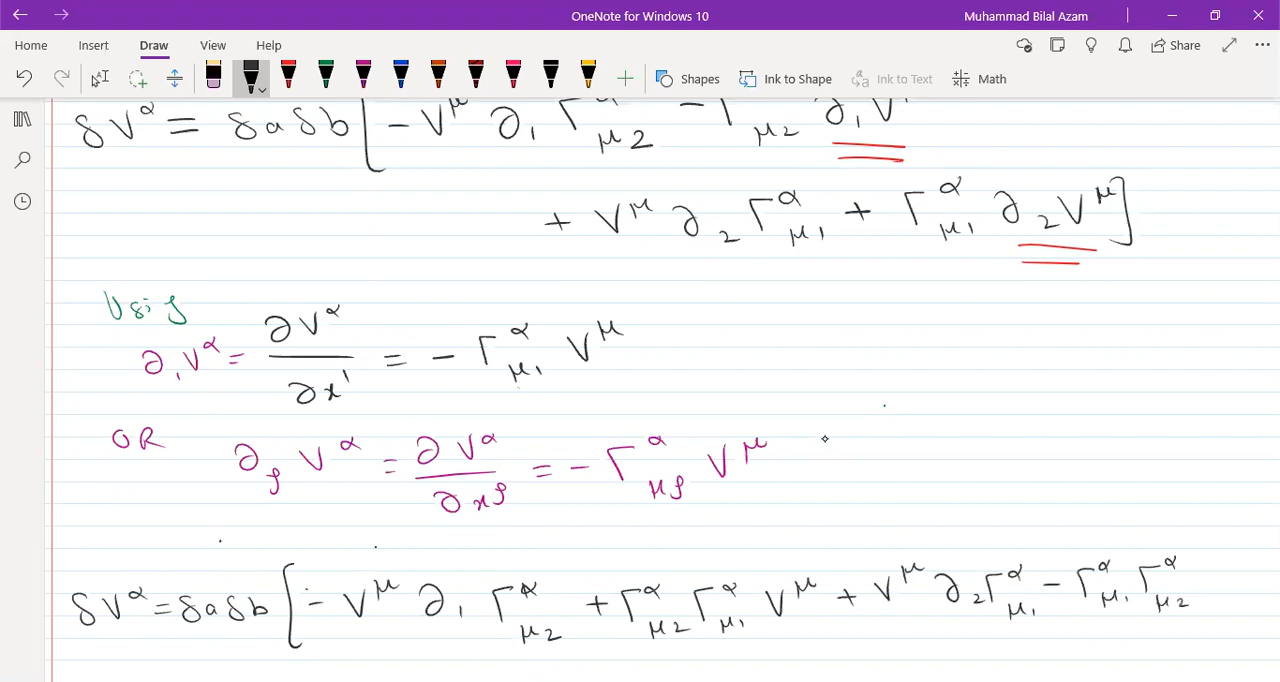 OneNote for Windows 10 Muhammad Bilal Azam
Home Insert Draw View Help Share
Shapes Ink to Shape Ink to Text Math
δV^α = δa δb [ - V^μ ∂_1 Γ^α_μ2 - Γ_μ2 ∂_1 V
+ V^μ ∂_2 Γ^α_μ1 + Γ^α_μ1 ∂_2 V^μ ]
Using
∂_1 V^α = ∂V^α/∂x^1 = - Γ^α_μ1 V^μ
OR ∂_ρ V^α = ∂V^α/∂x^ρ = - Γ^α_μρ V^μ
δV^α = δa δb [ - V^μ ∂_1 Γ^α_μ2 + Γ^α_μ2 Γ^α_μ1 V^μ + V^μ ∂_2 Γ^α_μ1 - Γ^α_μ1 Γ^α_μ2